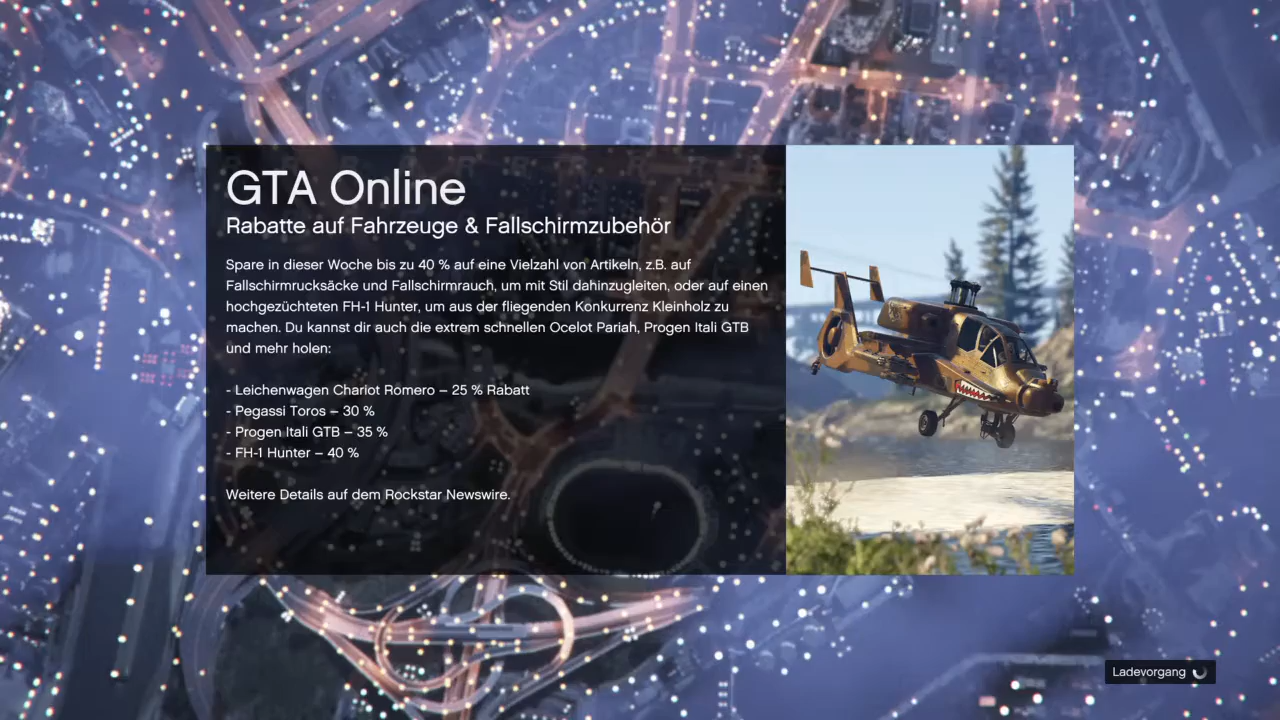 GTA Online
Rabatte auf Fahrzeuge & Fallschirmzubehör
Spare in dieser Woche bis zu 40 % auf eine Vielzahl von Artikeln, z.B. auf
Fallschirmrucksäcke und Fallschirmrauch, um mit Stil dahinzugleiten, oder auf einen
hochgezüchteten FH-1 Hunter, um aus der fliegenden Konkurrenz Kleinholz zu
machen. Du kannst dir auch die extrem schnellen Ocelot Pariah, Progen Itali GTB
und mehr holen:
- Leichenwagen Chariot Romero – 25 % Rabatt
- Pegassi Toros – 30 %
- Progen Itali GTB – 35 %
- FH-1 Hunter – 40 %
Weitere Details auf dem Rockstar Newswire.
Ladevorgang